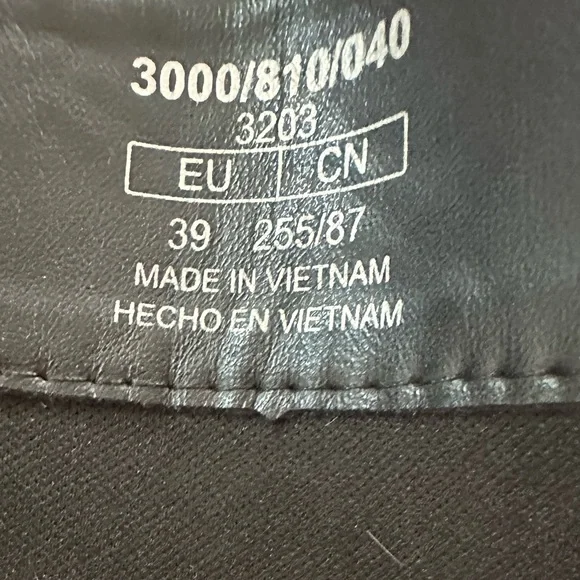 3000/810/040
3203
EU CN
39 255/87
MADE IN VIETNAM
HECHO EN VIETNAM